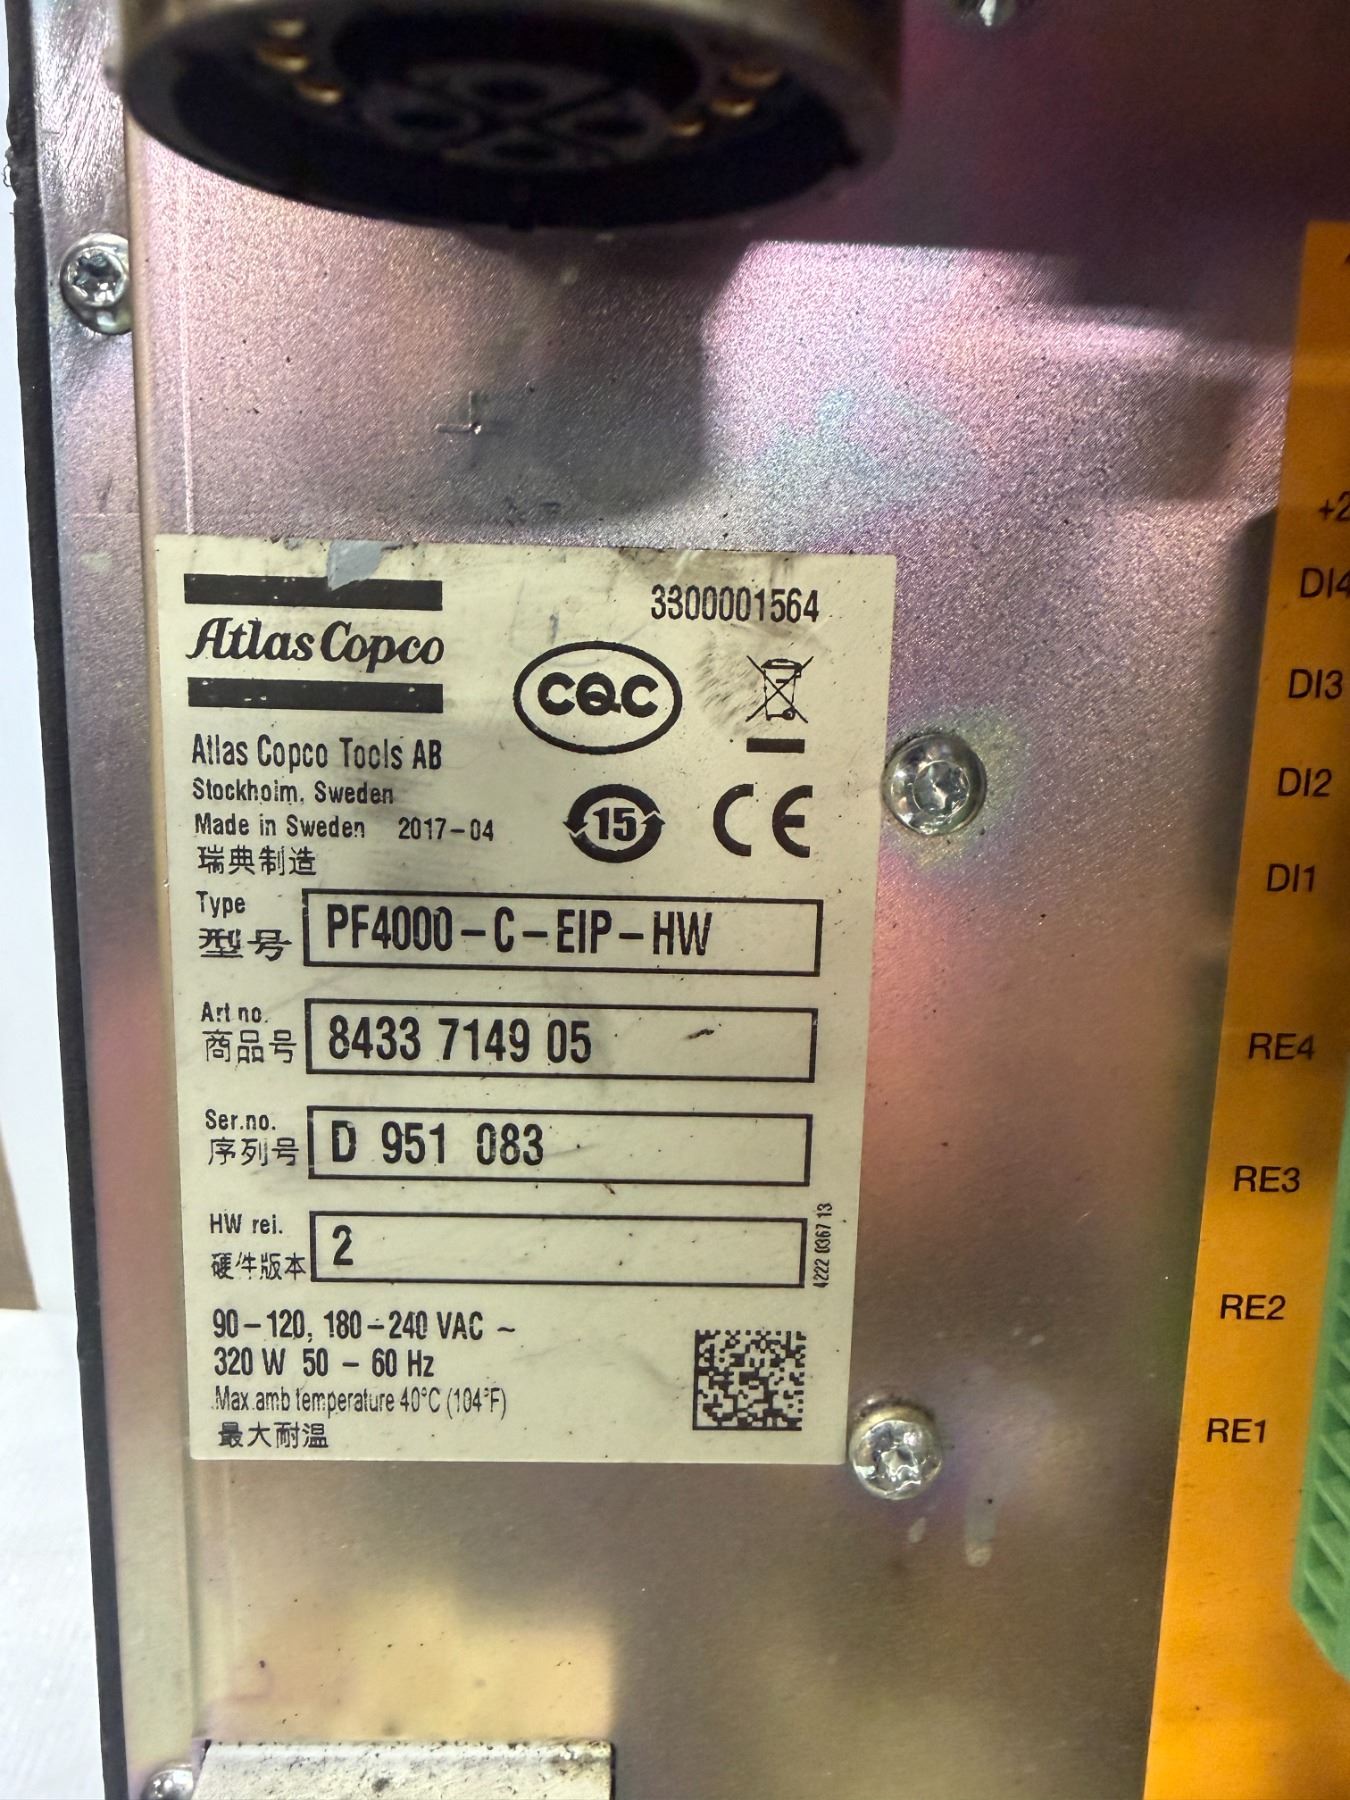 3300001564
Atlas Copco
CQC
Atlas Copco Tools AB
Stockholm, Sweden
Made in Sweden 2017-04
瑞典制造
15
CE
Type
型号
PF4000-C-EIP-HW
Art no.
商品号
8433 7149 05
Ser.no.
序列号
D 951 083
HW rel.
硬件版本
2
4222 0367 13
90-120, 180-240 VAC ~
320 W 50 - 60 Hz
Max.amb temperature 40°C (104°F)
最大耐温
DI3
DI2
DI1
RE4
RE3
RE2
RE1